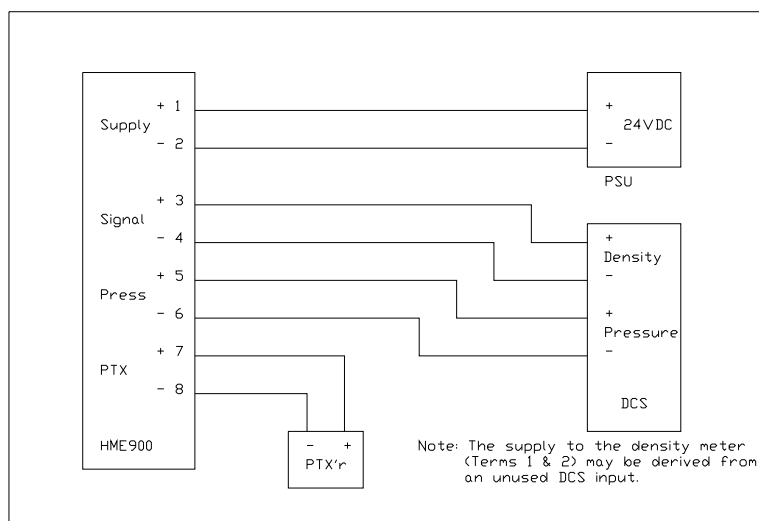 + 1
Supply
- 2
+ 3
Signal
- 4
+ 5
Press
- 6
+ 7
PTX
- 8
HME900
+
24VDC
-
PSU
+
Density
-
+
Pressure
-
DCS
- +
PTX'r
Note: The supply to the density meter
(Terms 1 & 2) may be derived from
an unused DCS input.